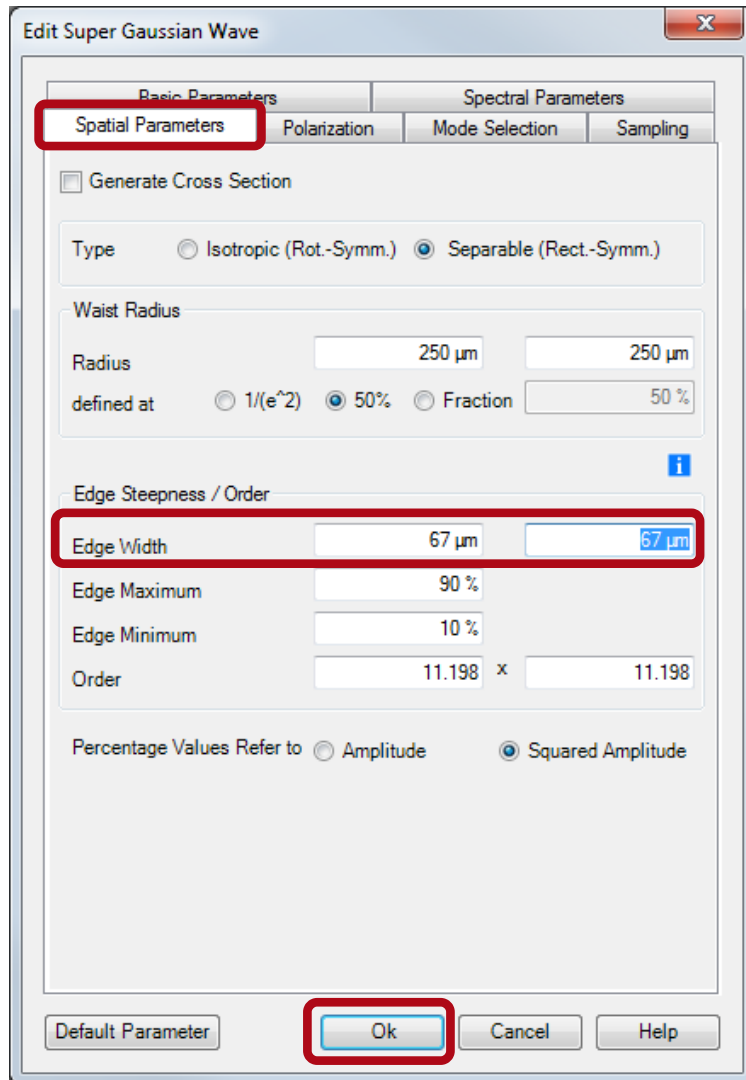 Edit Super Gaussian Wave
x
Basic Parameters Spectral Parameters
Spatial Parameters Polarization Mode Selection Sampling
Generate Cross Section
Type Isotropic (Rot.-Symm.) Separable (Rect.-Symm.)
Waist Radius
Radius 250 µm 250 µm
defined at 1/(e^2) 50% Fraction 50 %
i
Edge Steepness / Order
Edge Width 67 µm 67 µm
Edge Maximum 90 %
Edge Minimum 10 %
Order 11.198 x 11.198
Percentage Values Refer to Amplitude Squared Amplitude
Default Parameter Ok Cancel Help